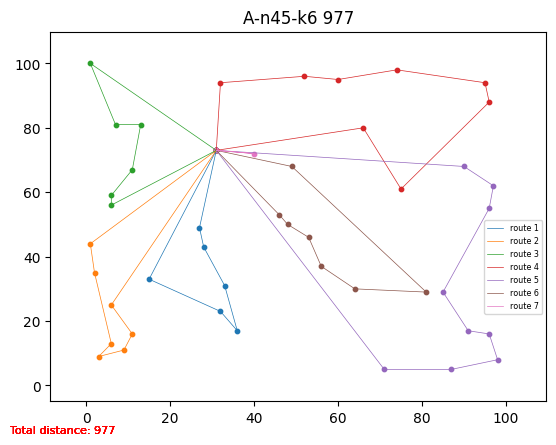 A-n45-k6 977
100
80
60
40
20
0
0 20 40 60 80 100
route 1
route 2
route 3
route 4
route 5
route 6
route 7
Total distance: 977